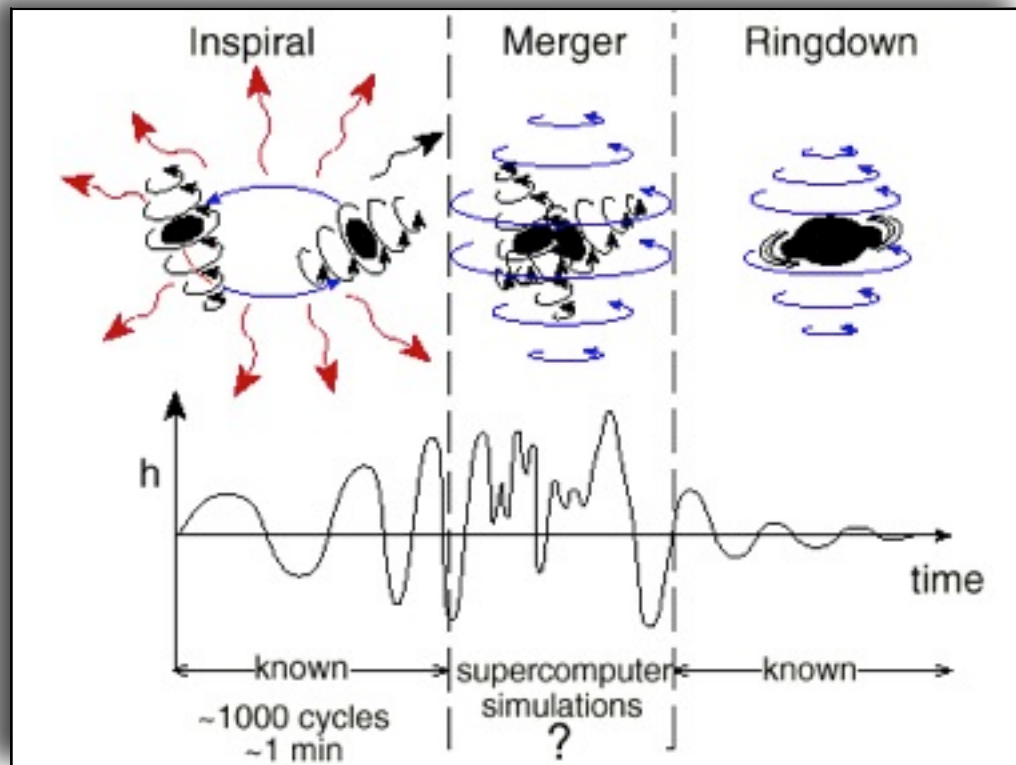 Inspiral
Merger
Ringdown
h
time
known
supercomputer
simulations
?
known
~1000 cycles
~1 min